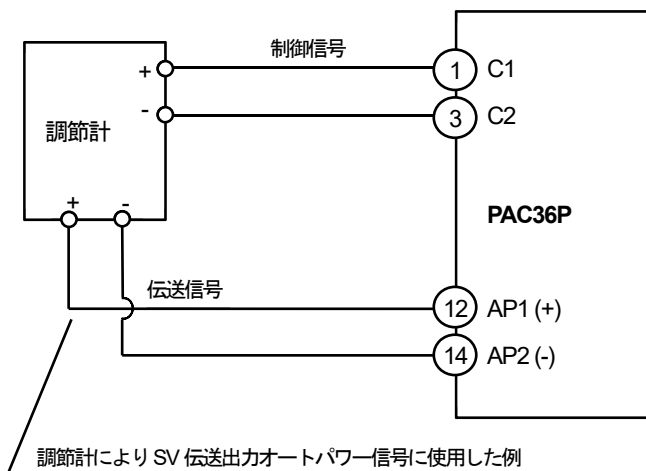 制御信号
+
1 C1
-
3 C2
調節計
PAC36P
+ -
伝送信号
12 AP1 (+)
14 AP2 (-)
調節計により SV 伝送出力オートパワー信号に使用した例